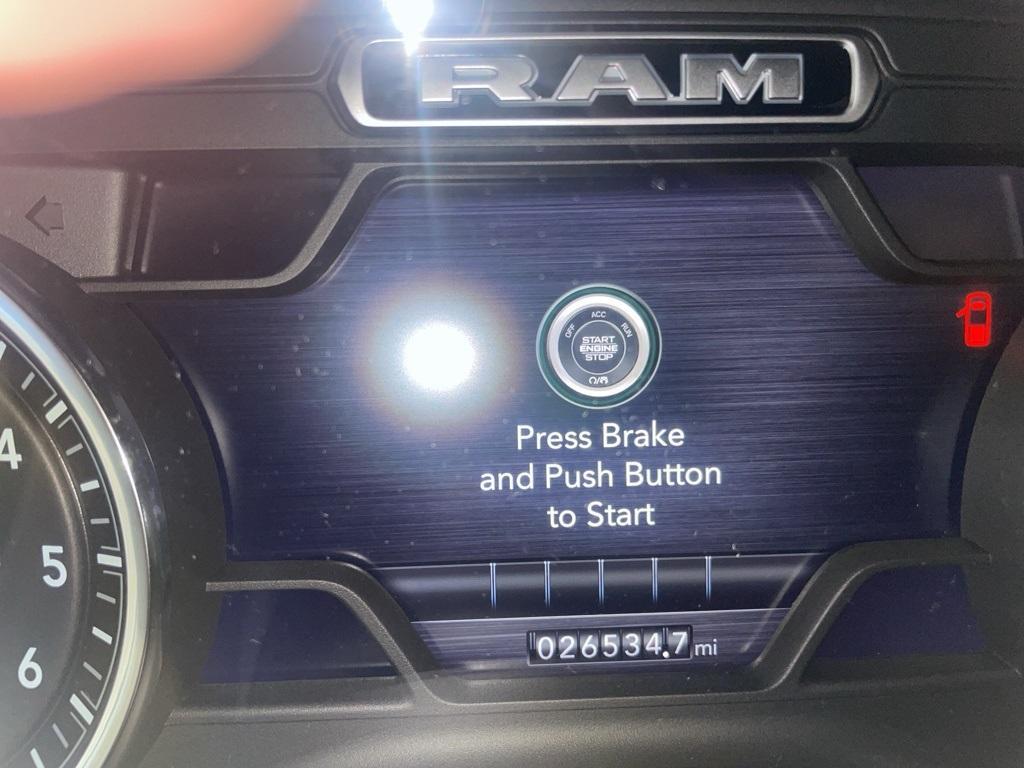 RAM
OFF ACC RUN
START
ENGINE
STOP
Press Brake
and Push Button
to Start
4
5
6
026534.7 mi